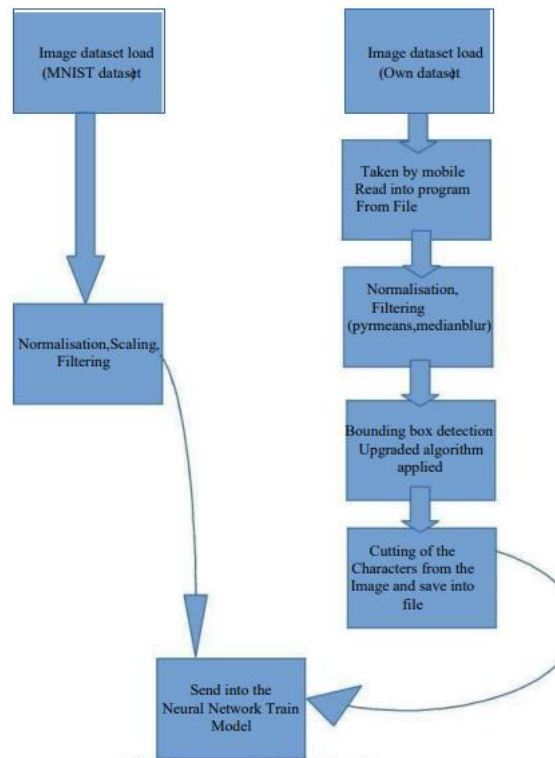 Image dataset load
(MNIST dataset)
Normalisation,Scaling,
Filtering
Image dataset load
(Own dataset)
Taken by mobile
Read into program
From File
Normalisation,
Filtering
(pyrmeans,medianblur)
Bounding box detection
Upgraded algorithm
applied
Cutting of the
Characters from the
Image and save into
file
Send into the
Neural Network Train
Model